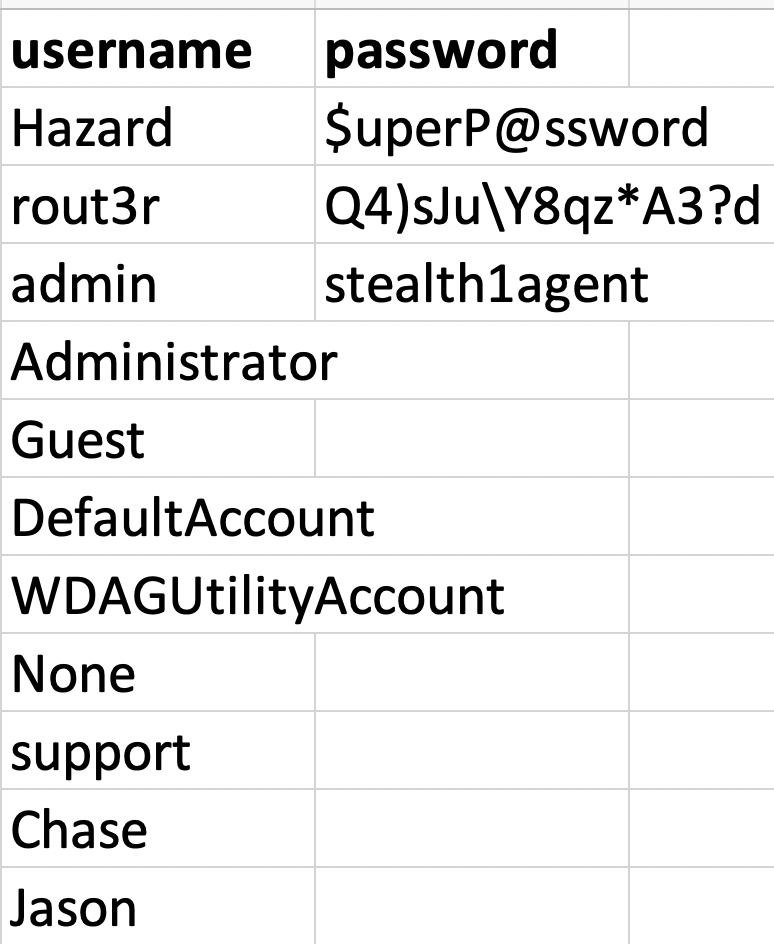 username password
Hazard $uperP@ssword
rout3r Q4)sJu\Y8qz*A3?d
admin stealth1agent
Administrator
Guest
DefaultAccount
WDAGUtilityAccount
None
support
Chase
Jason